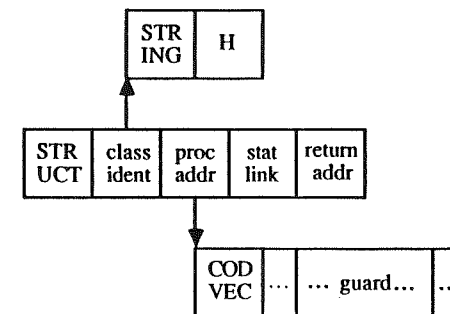 STR
ING
H
STR
UCT
class
ident
proc
addr
stat
link
return
addr
COD
VEC
...
... guard...
..